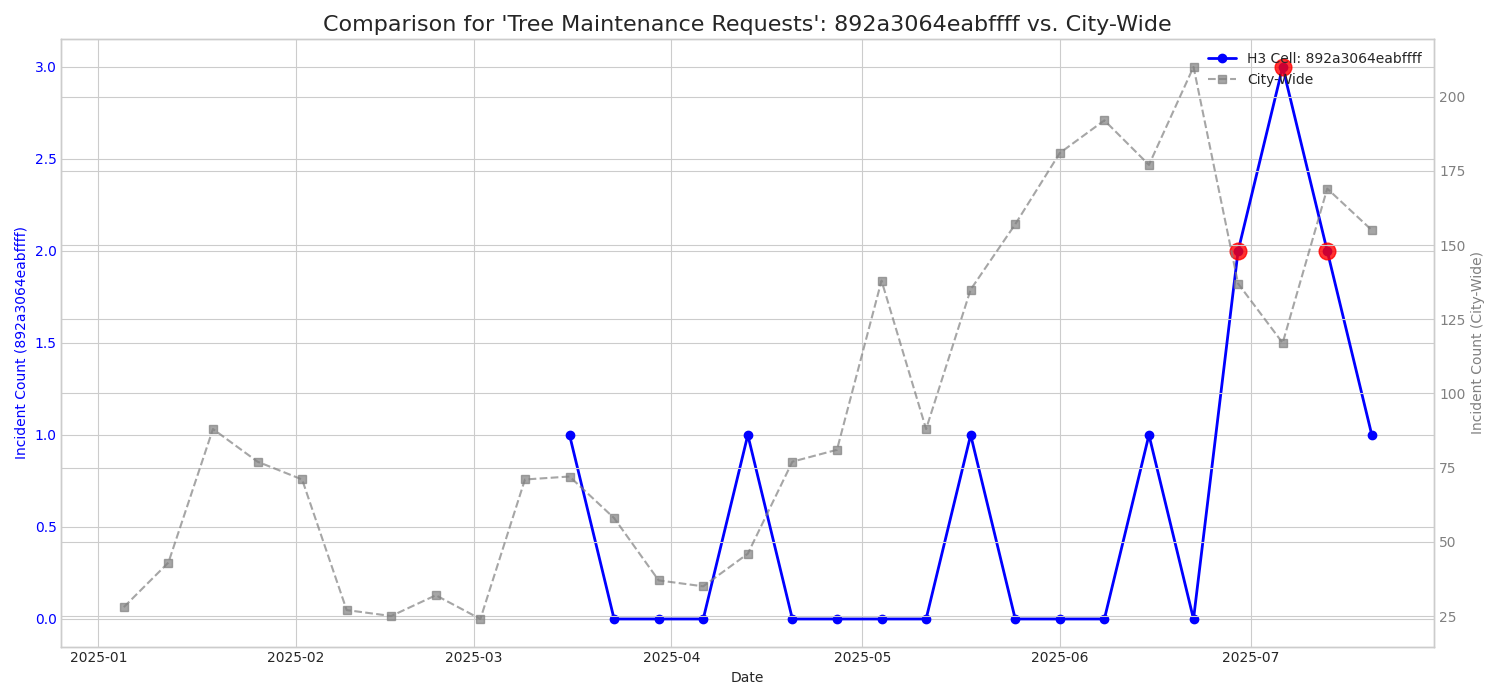 Comparison for 'Tree Maintenance Requests': 892a3064eabffff vs. City-Wide
H3 Cell: 892a3064eabffff
City-Wide
Incident Count (892a3064eabffff)
3.0
2.5
2.0
1.5
1.0
0.5
0.0
200
175
150
125
100
75
50
25
Incident Count (City-Wide)
2025-01 2025-02 2025-03 2025-04 2025-05 2025-06 2025-07
Date